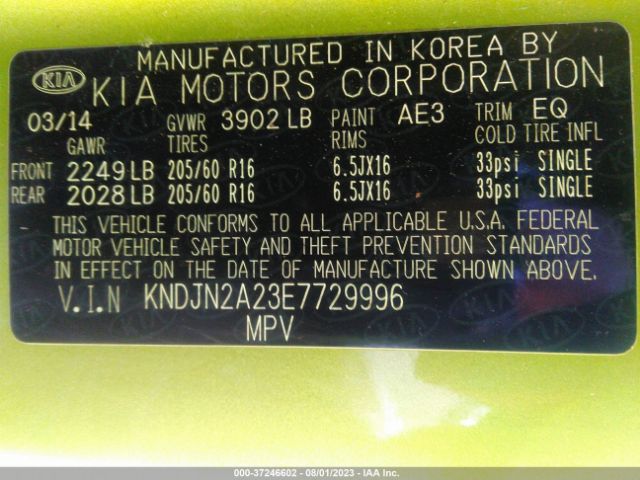 MANUFACTURED IN KOREA BY
KIA KIA MOTORS CORPORATION
03/14 GVWR 3902 LB PAINT AE3 TRIM EQ
GAWR TIRES RIMS COLD TIRE INFL
FRONT 2249 LB 205/60 R16 6.5JX16 33psi SINGLE
REAR 2028 LB 205/60 R16 6.5JX16 33psi SINGLE
THIS VEHICLE CONFORMS TO ALL APPLICABLE U.S.A. FEDERAL
MOTOR VEHICLE SAFETY AND THEFT PREVENTION STANDARDS
IN EFFECT ON THE DATE OF MANUFACTURE SHOWN ABOVE.
V.I.N KNDJN2A23E7729996
MPV
000-37246602 - 08/01/2023 - IAA Inc.